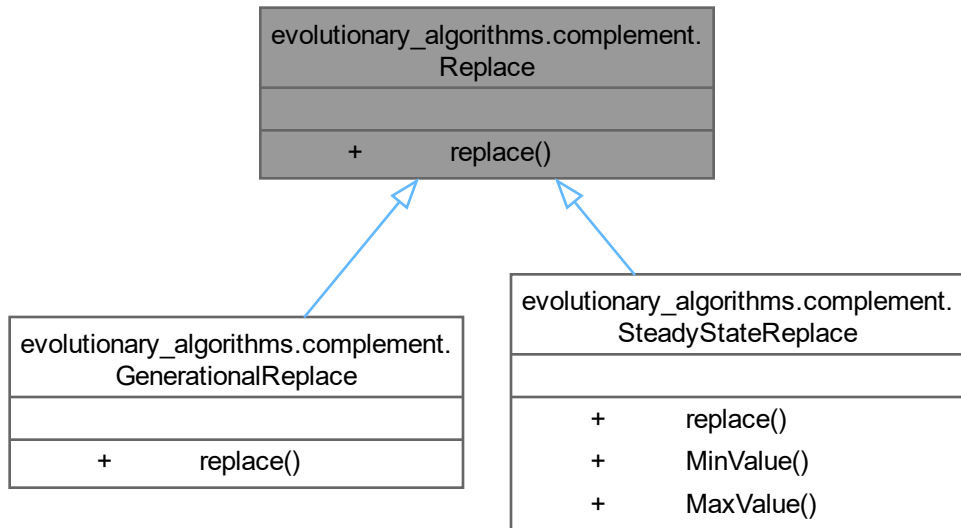 evolutionary_algorithms.complement.
Replace
+ replace()
evolutionary_algorithms.complement.
GenerationalReplace
+ replace()
evolutionary_algorithms.complement.
SteadyStateReplace
+ replace()
+ MinValue()
+ MaxValue()